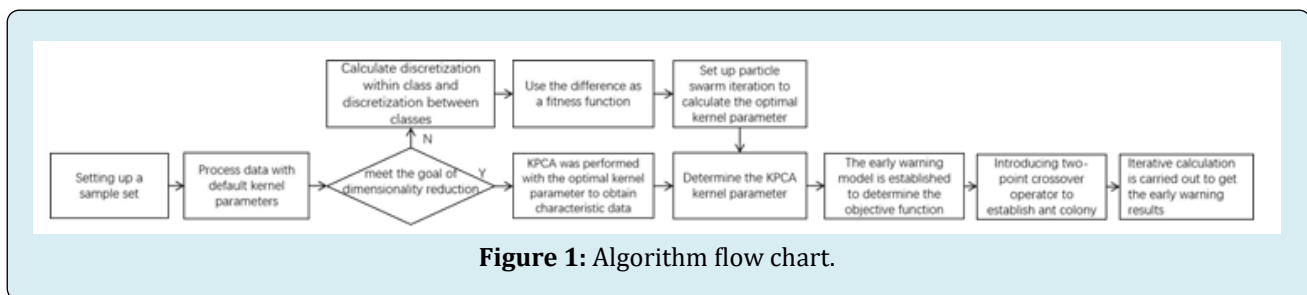 Calculate discretization
within class and
discretization between
classes
Use the difference as
a fitness function
Set up particle
swarm iteration to
calculate the optimal
kernel parameter
N
Setting up a
sample set
Process data with
default kernel
parameters
meet the goal of
dimensionality reduction
Y
KPCA was performed
with the optimal kernel
parameter to obtain
characteristic data
Determine the KPCA
kernel parameter
The early warning
model is established
to determine the
objective function
Introducing two-
point crossover
operator to
establish ant colony
Iterative calculation
is carried out to get
the early warning
results
Figure 1: Algorithm flow chart.